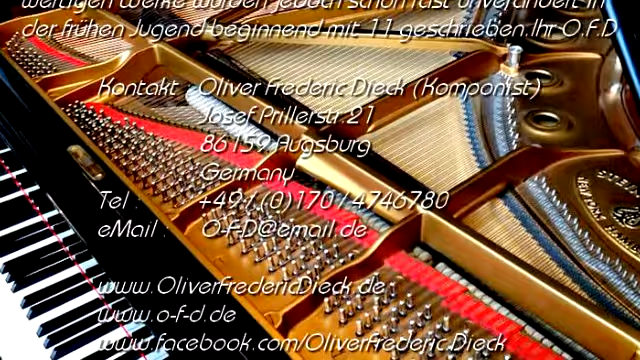 weiligen Werke wurden jedoch schon fast unverändert in
der frühen Jugend beginnend mit 11 geschrieben. Ihr O.F.D
Kontakt : Oliver Frederic Dieck (Komponist)
Josef Prillerstr. 21
86159 Augsburg
Germany
Tel : +49 / (0)170 / 4746780
eMail : O-F-D@email.de
www.OliverFredericDieck.de
www.o-f-d.de
www.facebook.com/OliverFredericDieck